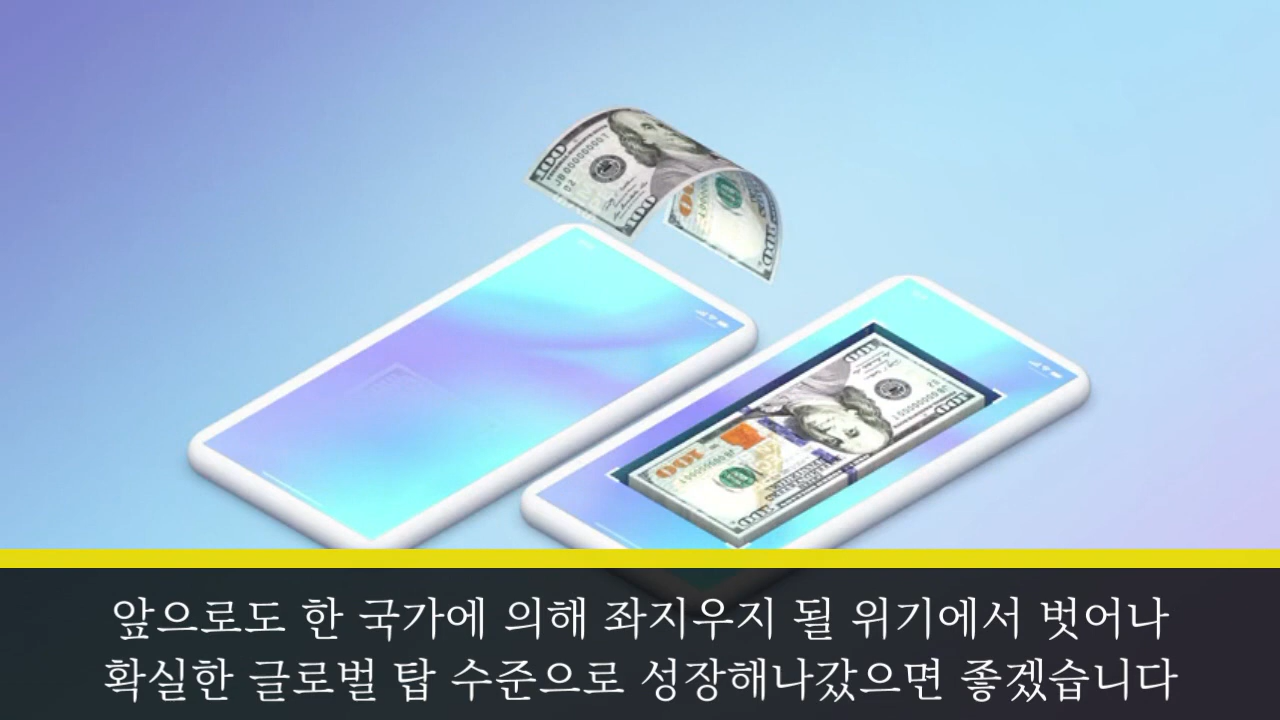 앞으로도 한 국가에 의해 좌지우지 될 위기에서 벗어나
확실한 글로벌 탑 수준으로 성장해나갔으면 좋겠습니다